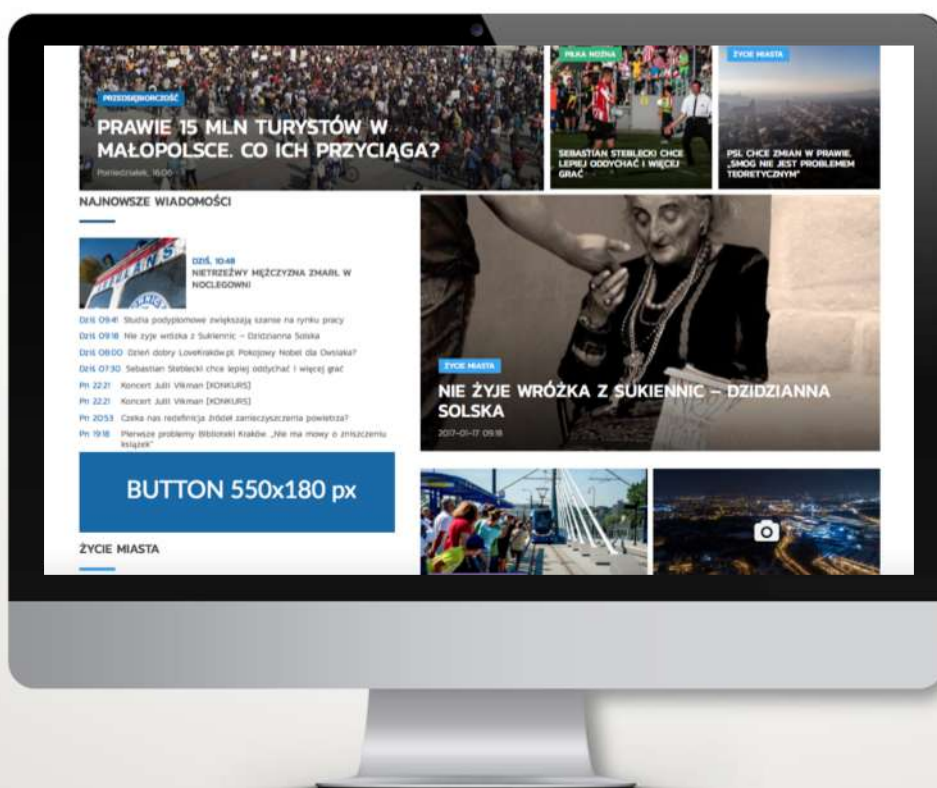 PRZEDSIĘBIORCZOŚĆ
PRAWIE 15 MLN TURYSTÓW W
MAŁOPOLSCE. CO ICH PRZYCIĄGA?
Poniedziałek, 16:06
PIŁKA NOŻNA
SEBASTIAN STEBLECKI CHCE
LEPIEJ ODDYCHAĆ I WIĘCEJ
GRAĆ
ŻYCIE MIASTA
PSL CHCE ZMIAN W PRAWIE.
„SMOG NIE JEST PROBLEMEM
TEORETYCZNYM"
NAJNOWSZE WIADOMOŚCI
DZIŚ, 10:48
NIETRZEŹWY MĘŻCZYZNA ZMARŁ W
NOCLEGOWNI
Dziś 09:41 Studia podyplomowe zwiększają szanse na rynku pracy
Dziś 09:18 Nie żyje wróżka z Sukiennic – Dzidzianna Solska
Dziś 08:00 Dzień dobry LoveKraków.pl. Pokojowy Nobel dla Owsiaka?
Dziś 07:30 Sebastian Steblecki chce lepiej oddychać i więcej grać
Pn 22:21 Koncert Julii Vikman [KONKURS]
Pn 22:21 Koncert Julii Vikman [KONKURS]
Pn 20:53 Czeka nas redefinicja źródeł zanieczyszczenia powietrza?
Pn 19:18 Pierwsze problemy Biblioteki Kraków. „Nie ma mowy o zniszczeniu
książek"
BUTTON 550x180 px
ŻYCIE MIASTA
ŻYCIE MIASTA
NIE ŻYJE WRÓŻKA Z SUKIENNIC – DZIDZIANNA
SOLSKA
2017-01-17 09:18